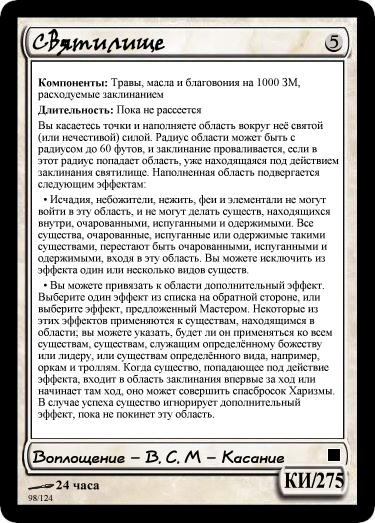 Святилище
5
Компоненты: Травы, масла и благовония на 1000 ЗМ,
расходуемые заклинанием
Длительность: Пока не рассеется
Вы касаетесь точки и наполняете область вокруг неё святой
(или нечестивой) силой. Радиус области может быть с
радиусом до 60 футов, и заклинание проваливается, если в
этот радиус попадает область, уже находящаяся под действием
заклинания святилище. Наполненная область подвергается
следующим эффектам:
• Исчадия, небожители, нежить, феи и элементали не могут
войти в эту область, и не могут делать существ, находящихся
внутри, очарованными, испуганными и одержимыми. Все
существа, очарованные, испуганные или одержимые такими
существами, перестают быть очарованными, испуганными и
одержимыми, входя в эту область. Вы можете исключить из
эффекта один или несколько видов существ.
• Вы можете привязать к области дополнительный эффект.
Выберите один эффект из списка на обратной стороне, или
выберите эффект, предложенный Мастером. Некоторые из
этих эффектов применяются к существам, находящимся в
области; вы можете указать, будет ли он применяться ко всем
существам, существам, служащим определённому божеству
или лидеру, или существам определённого вида, например,
оркам и троллям. Когда существо, попадающее под действие
эффекта, входит в область заклинания впервые за ход или
начинает там ход, оно может совершить спасбросок Харизмы.
В случае успеха существо игнорирует дополнительный
эффект, пока не покинет эту область.
Воплощение – В, С, М – Касание
24 часа
КИ/275
98/124